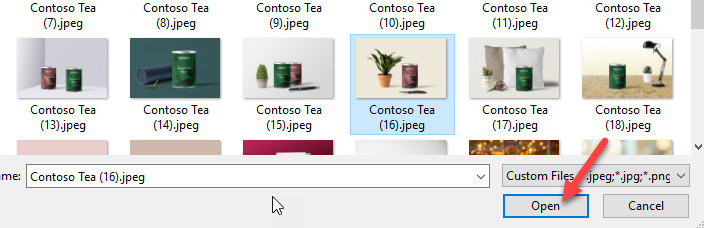 Contoso Tea Contoso Tea Contoso Tea Contoso Tea Contoso Tea Contoso Tea
(7).jpeg (8).jpeg (9).jpeg (10).jpeg (11).jpeg (12).jpeg
Contoso Tea Contoso Tea Contoso Tea Contoso Tea Contoso Tea Contoso Tea
(13).jpeg (14).jpeg (15).jpeg (16).jpeg (17).jpeg (18).jpeg
ame: Contoso Tea (16).jpeg Custom Files .jpeg;*.jpg;*.png
Open Cancel